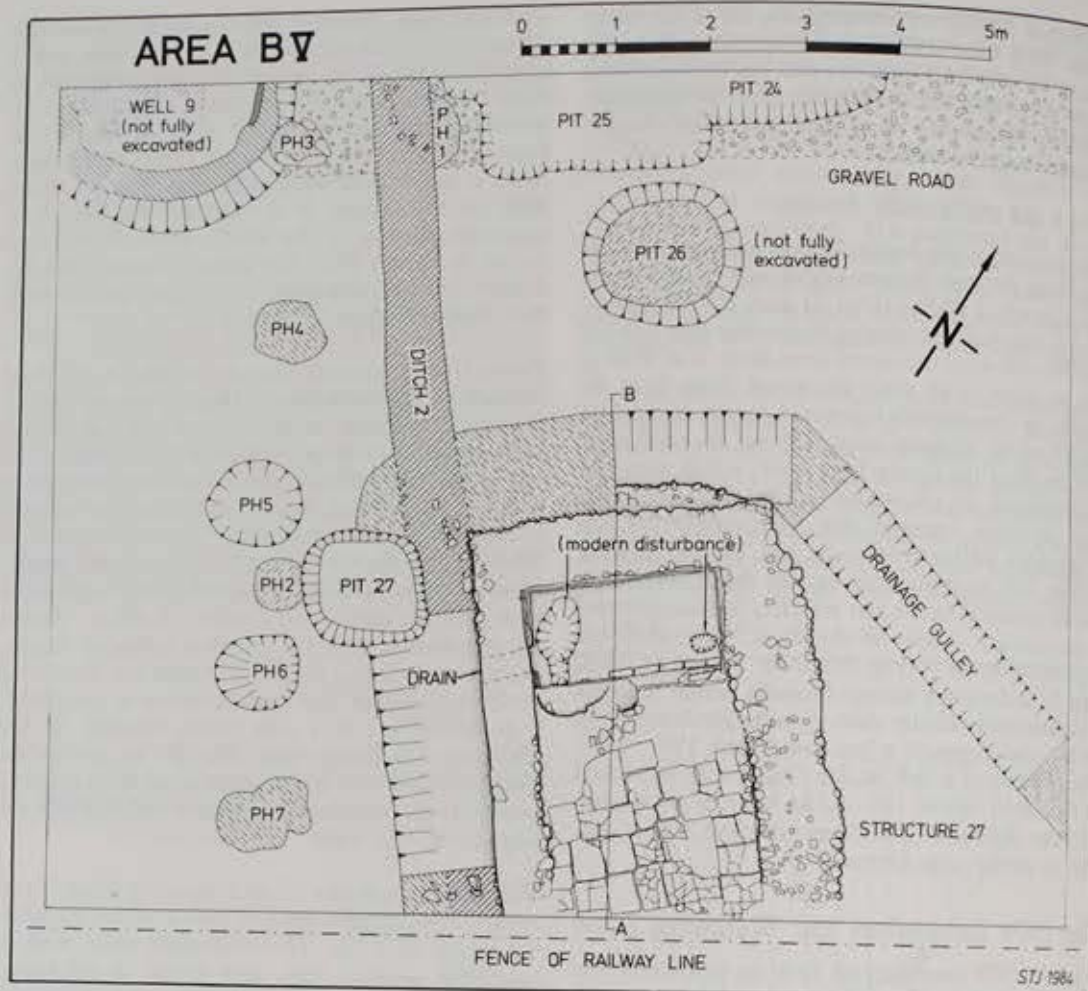 AREA B V
0 1 2 3 4 5m
WELL 9
(not fully
excavated)
PH3
PH1
PIT 25
PIT 24
GRAVEL ROAD
PIT 26
(not fully
excavated)
N
PH4
DITCH 2
B
PH5
(modern disturbance)
PH2
PIT 27
DRAINAGE GULLEY
PH6
DRAIN
PH7
STRUCTURE 27
A
FENCE OF RAILWAY LINE
STJ 1984